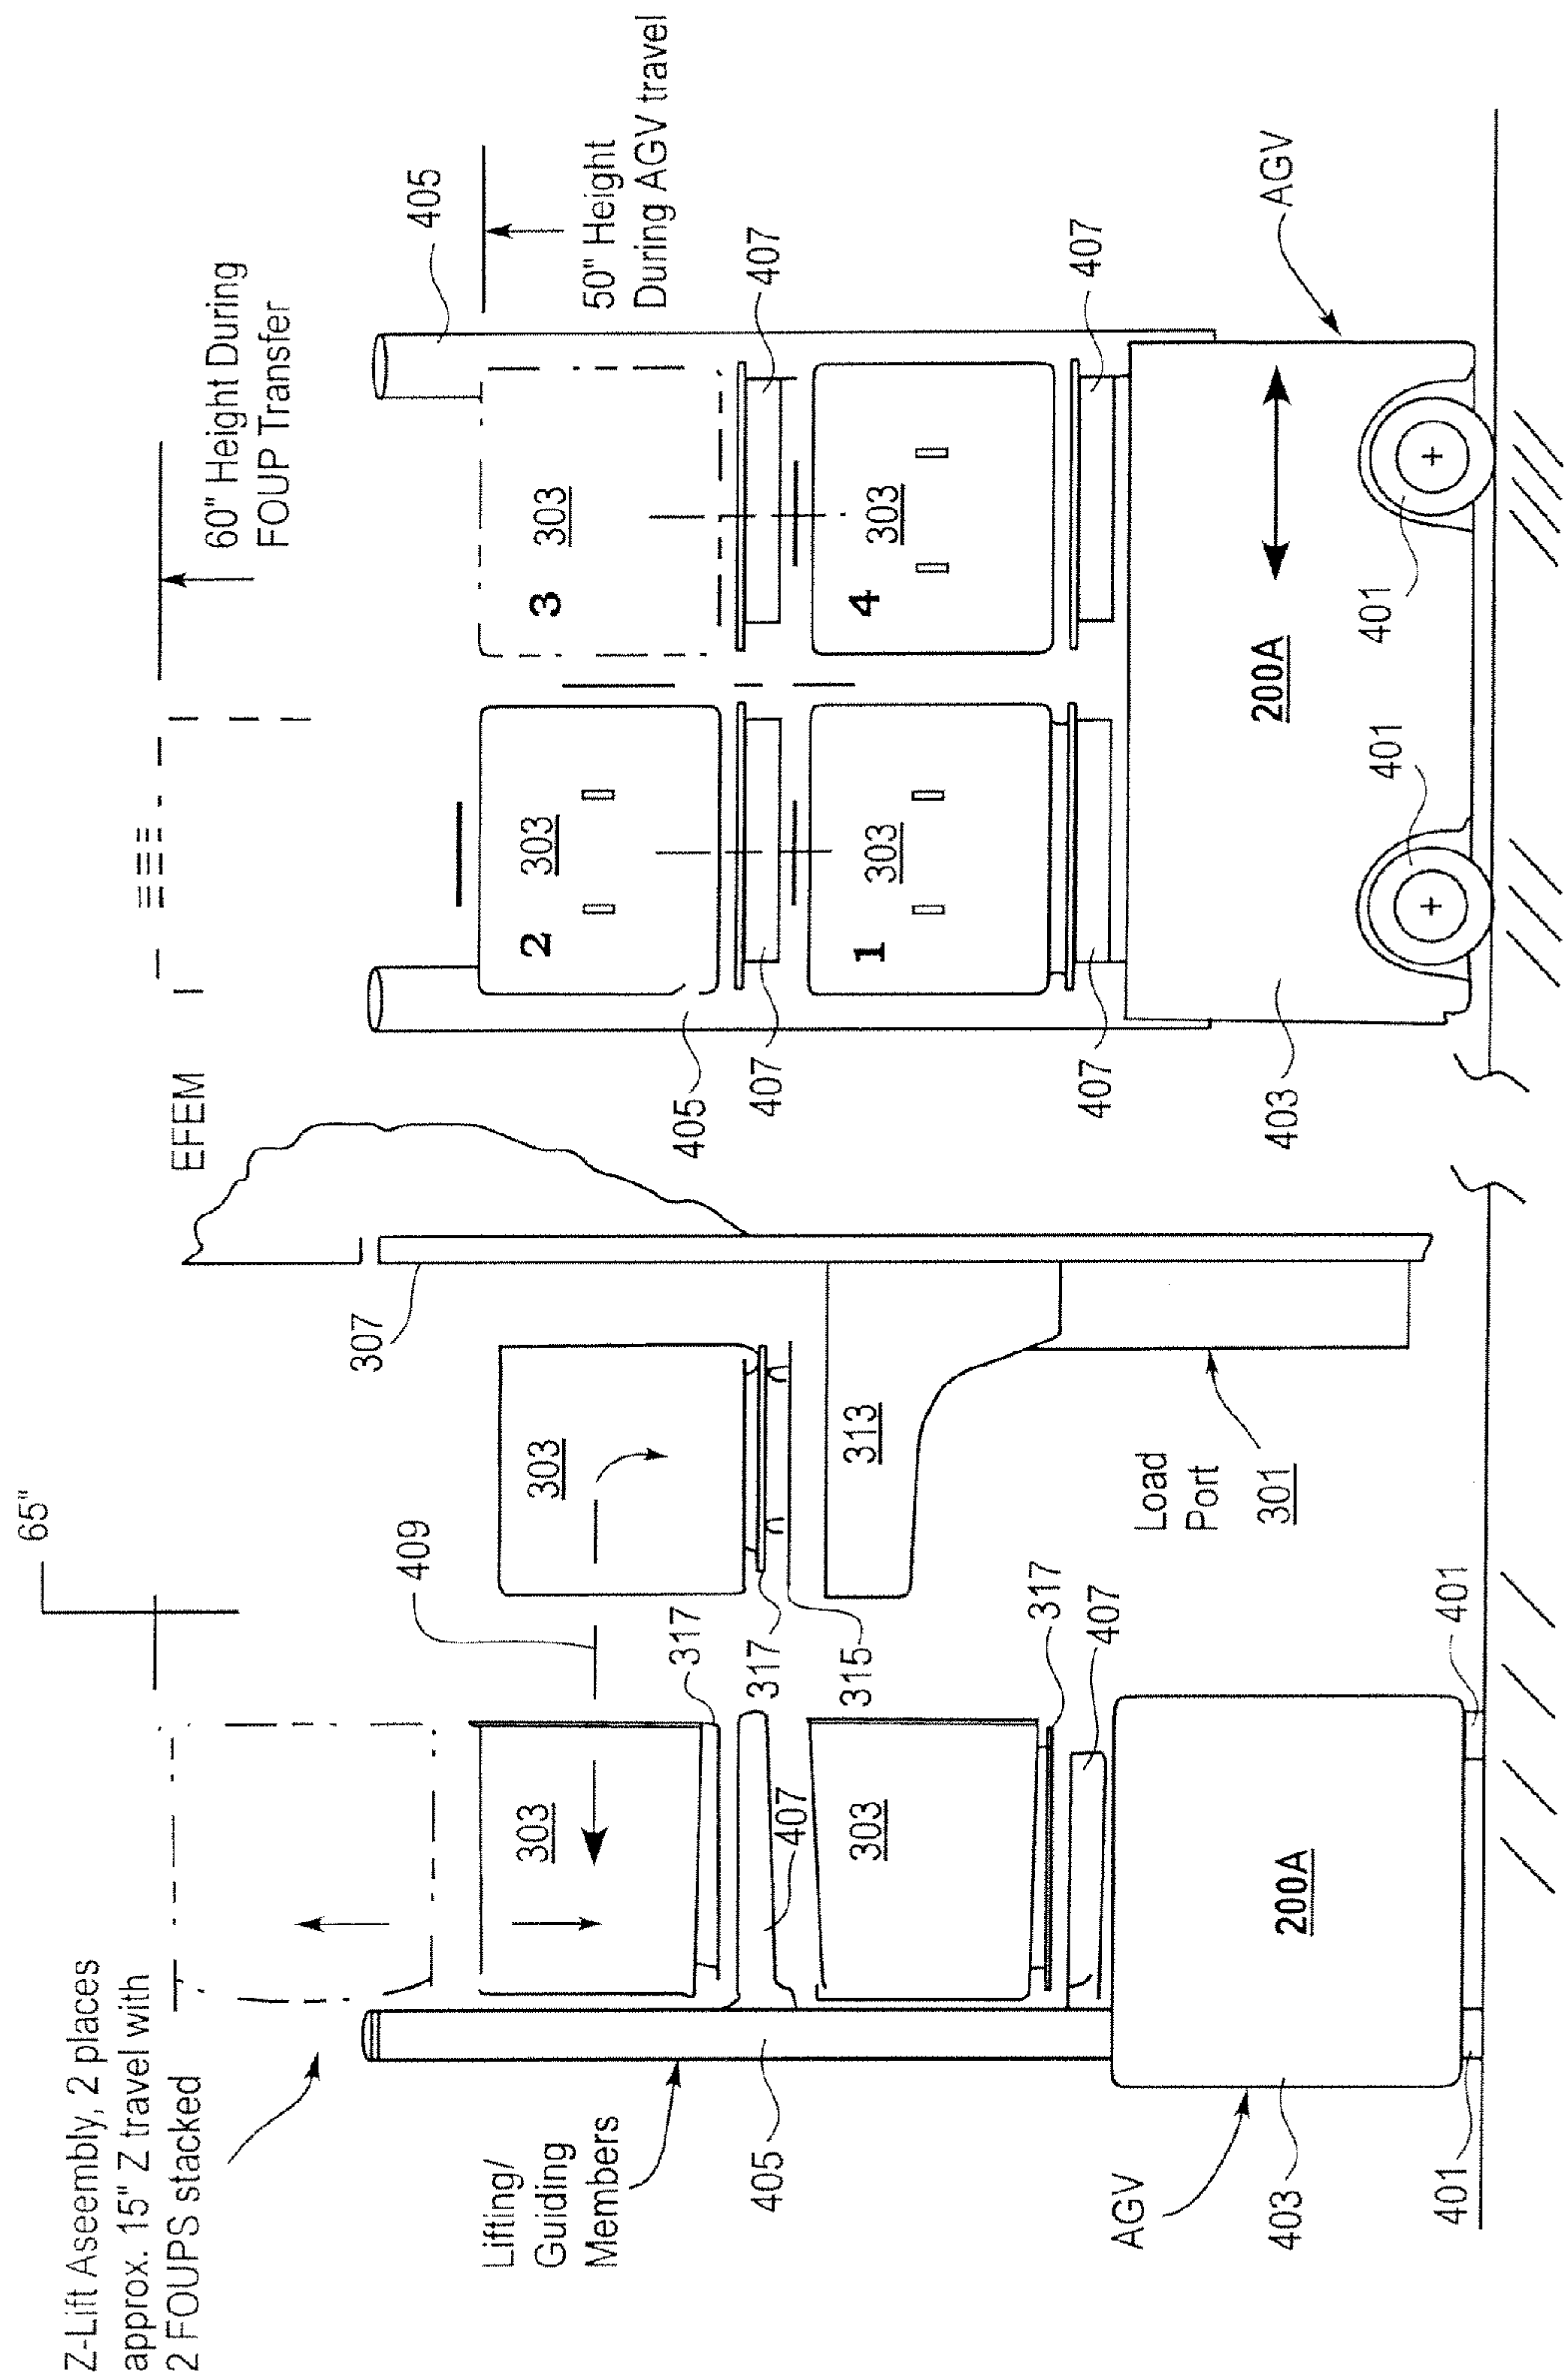 Z-Lift Aseembly, 2 places
approx. 15" Z travel with
2 FOUPS stacked
65"
EFEM
60" Height During
FOUP Transfer
50" Height
During AGV travel
405
409
307
303
303
317
317
315
407
303
317
407
313
Load
Port
301
Lifting/
Guiding
Members
405
AGV
403
401
200A
401
2
303
3
303
405
407
407
1
303
4
303
407
407
403
200A
401
401
AGV